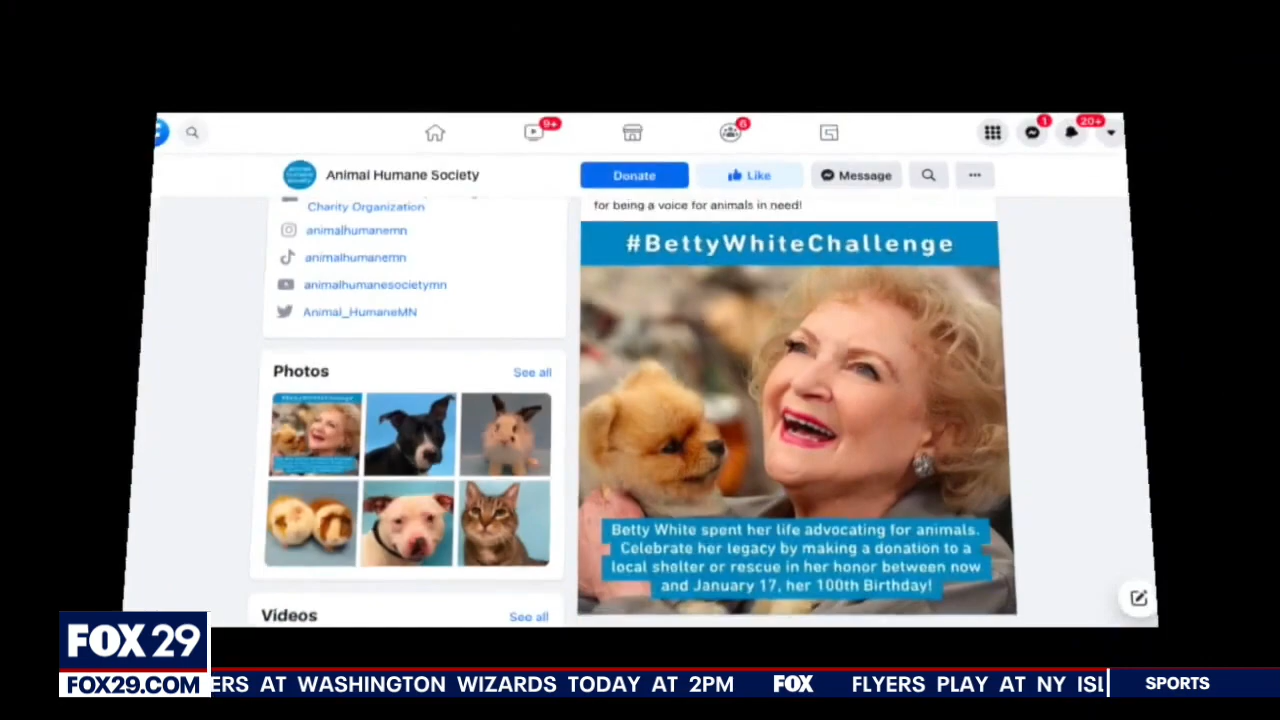 9+
6
1
20+
Animal Humane Society
Donate
Like
Message
Charity Organization
for being a voice for animals in need!
animalhumanemn
animalhumanemn
animalhumanesocietymn
Animal_HumaneMN
#BettyWhiteChallenge
Photos
See all
Betty White spent her life advocating for animals.
Celebrate her legacy by making a donation to a
local shelter or rescue in her honor between now
and January 17, her 100th Birthday!
Videos
See all
FOX 29
FOX29.COM
ERS AT WASHINGTON WIZARDS TODAY AT 2PM FOX FLYERS PLAY AT NY ISL
SPORTS